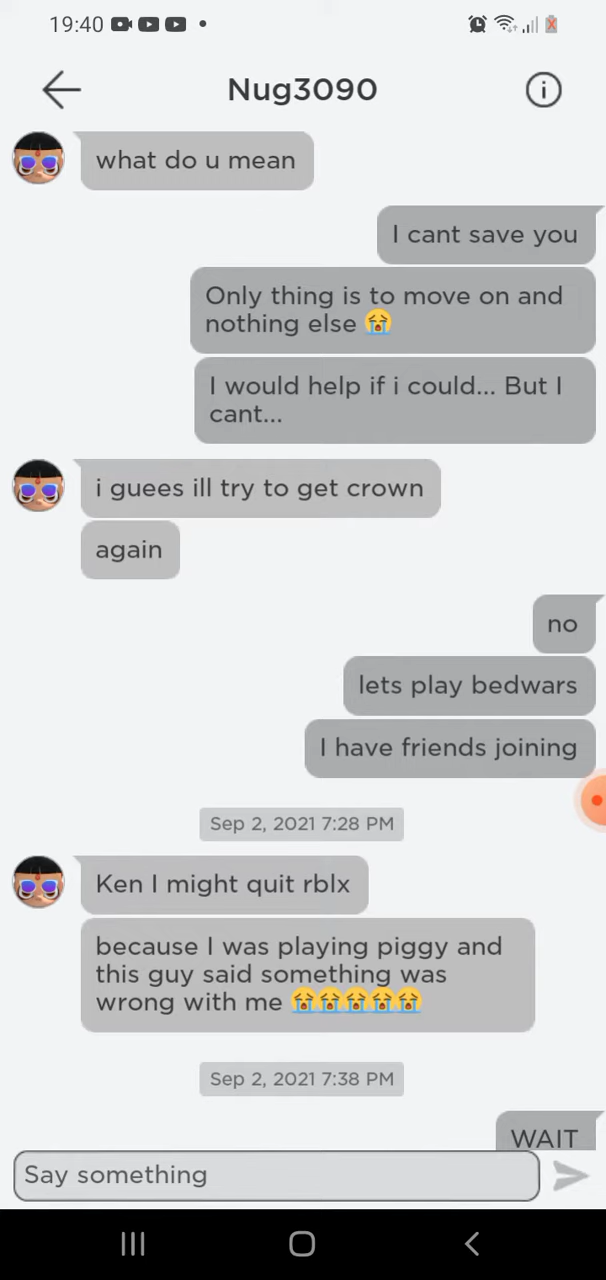 19:40
Nug3090
what do u mean
I cant save you
Only thing is to move on and
nothing else 😭
I would help if i could... But I
cant...
i guees ill try to get crown
again
no
lets play bedwars
I have friends joining
Sep 2, 2021 7:28 PM
Ken I might quit rblx
because I was playing piggy and
this guy said something was
wrong with me 😭😭😭😭😭
Sep 2, 2021 7:38 PM
WAIT
Say something